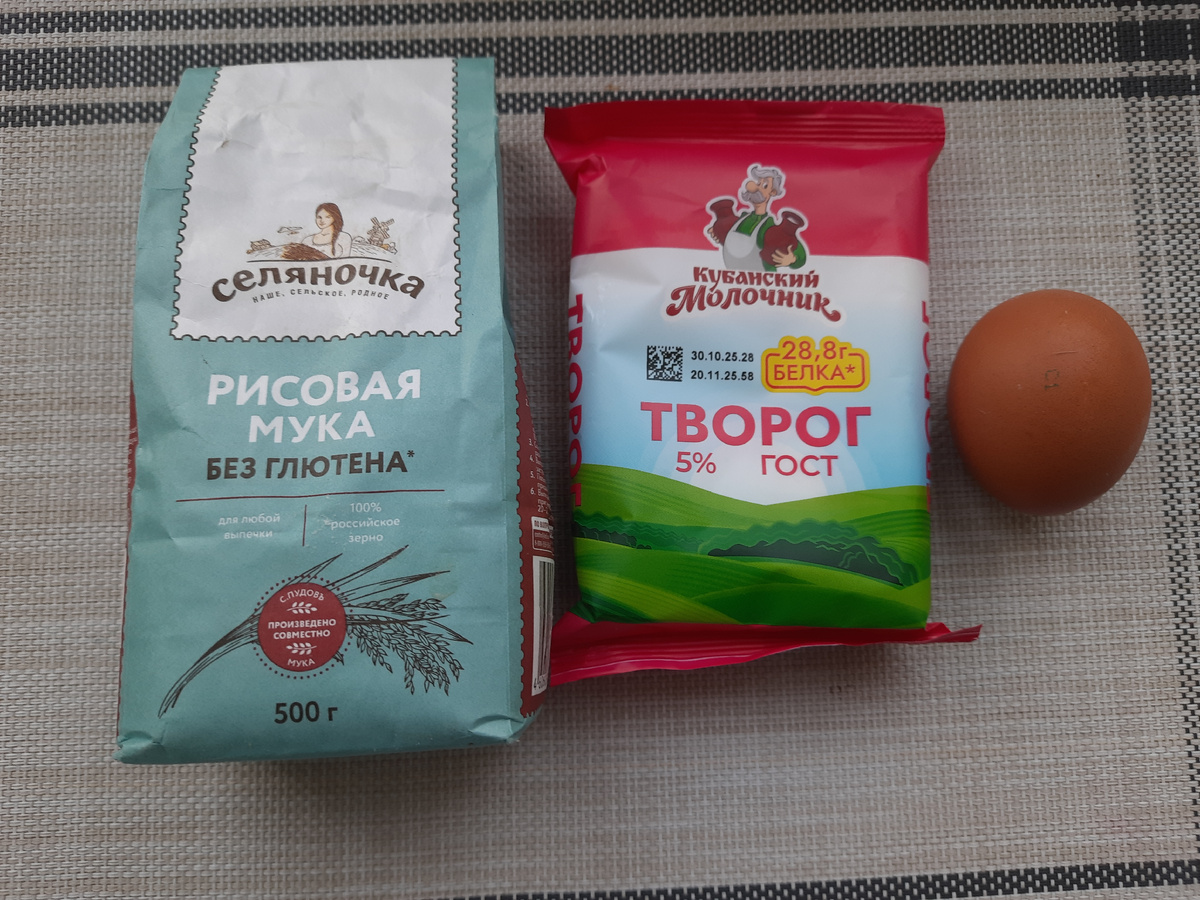 селяночка
НАШЕ, СЕЛЬСКОЕ, РОДНОЕ
РИСОВАЯ
МУКА
БЕЗ ГЛЮТЕНА*
для любой
выпечки
100%
российское
зерно
С.ПУДОВЪ
ПРОИЗВЕДЕНО
СОВМЕСТНО
МУКА
500 г
Кубанский
Молочник
30.10.25.28
20.11.25.58
28,8г
БЕЛКА*
ТВОРОГ
5% ГОСТ
ТВОРОГ
C1